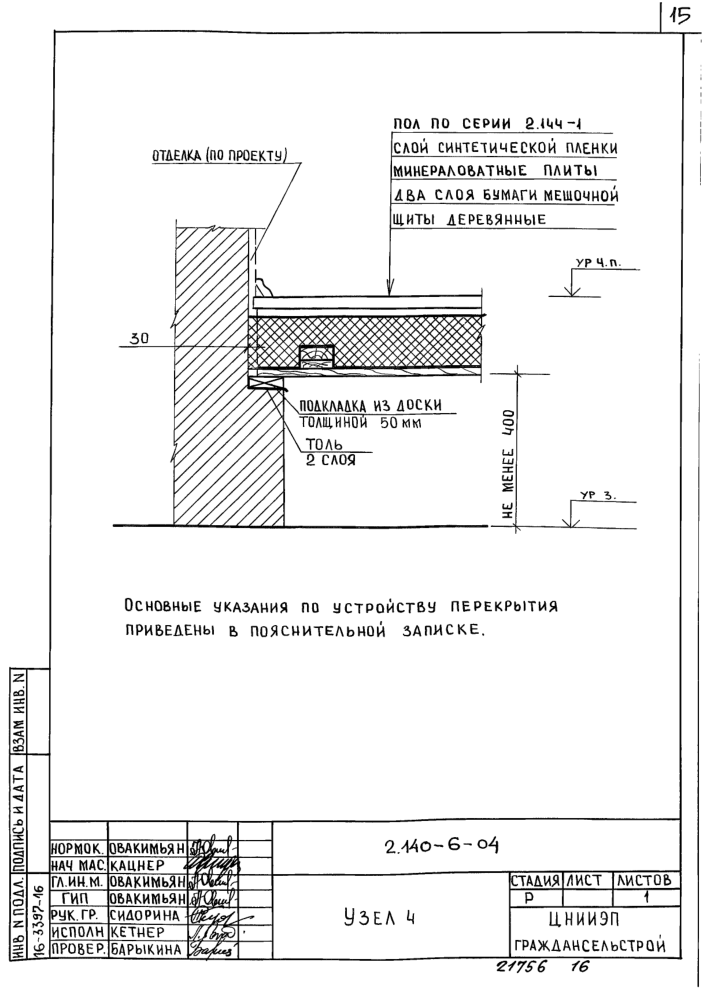 15
ПОЛ ПО СЕРИИ 2.144-1
СЛОЙ СИНТЕТИЧЕСКОЙ ПЛЕНКИ
МИНЕРАЛОВАТНЫЕ ПЛИТЫ
ДВА СЛОЯ БУМАГИ МЕШОЧНОЙ
ЩИТЫ ДЕРЕВЯННЫЕ
ОТДЕЛКА (ПО ПРОЕКТУ)
УР Ч.П.
30
ПОДКЛАДКА ИЗ ДОСКИ
ТОЛЩИНОЙ 50 ММ
ТОЛЬ
2 СЛОЯ
НЕ МЕНЕЕ 400
УР З.
ОСНОВНЫЕ УКАЗАНИЯ ПО УСТРОЙСТВУ ПЕРЕКРЫТИЯ
ПРИВЕДЕНЫ В ПОЯСНИТЕЛЬНОЙ ЗАПИСКЕ.
ВЗАМ ИНВ. N
ПОДПИСЬ И ДАТА
ИНВ N ПОДЛ.
16-3397-16
НОРМОК. ОВАКИМЬЯН
НАЧ МАС. КАЦНЕР
ГЛ.ИН.М. ОВАКИМЬЯН
ГИП ОВАКИМЬЯН
РУК. ГР. СИДОРИНА
ИСПОЛН КЕТНЕР
ПРОВЕР. БАРЫКИНА
2.140-6-04
УЗЕЛ 4
СТАДИЯ ЛИСТ ЛИСТОВ
Р 1
ЦНИИЭП
ГРАЖДАНСЕЛЬСТРОЙ
21756 16